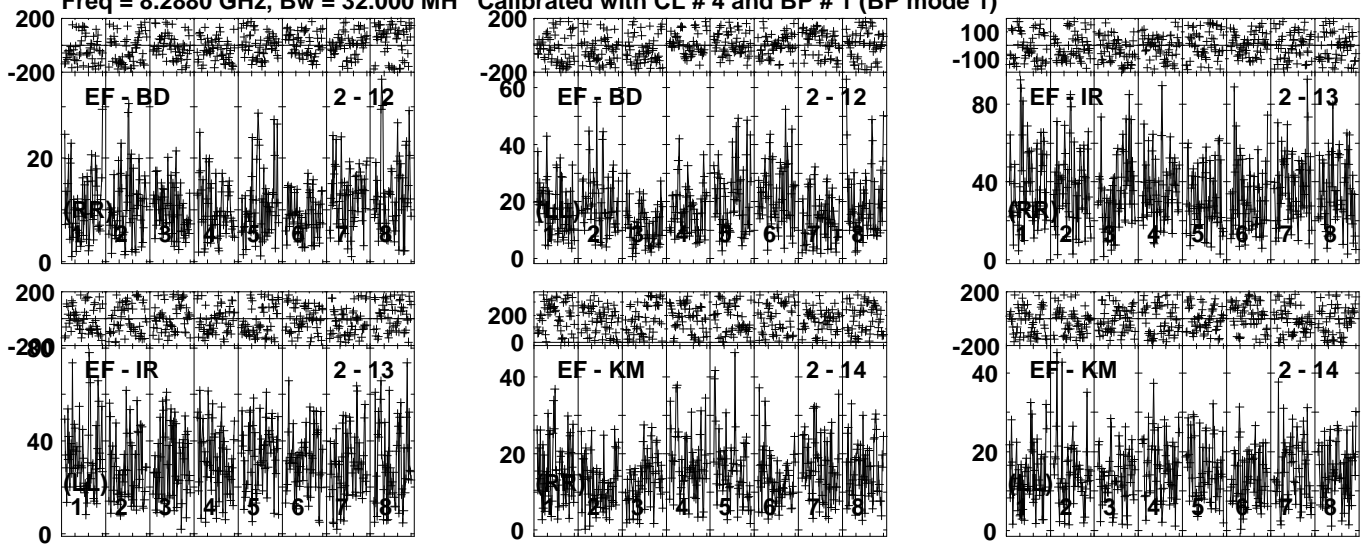 Freq = 8.2880 GHz, Bw = 32.000 MH Calibrated with CL # 4 and BP # 1 (BP mode 1)
200 200 100
-200 -200 -100
EF - BD 2 - 12 60 EF - BD 2 - 12 EF - IR 2 - 13
80
40
20
20 40
(RR) (LL) (RR)
1 2 3 4 5 6 7 8 1 2 3 4 5 6 7 8 1 2 3 4 5 6 7 8
0 0 0
200 200 200
-200 0 -200
80 EF - IR 2 - 13 40 EF - KM 2 - 14 40 EF - KM 2 - 14
40 20 20
(LL) (RR) (LL)
1 2 3 4 5 6 7 8 1 2 3 4 5 6 7 8 1 2 3 4 5 6 7 8
0 0 0